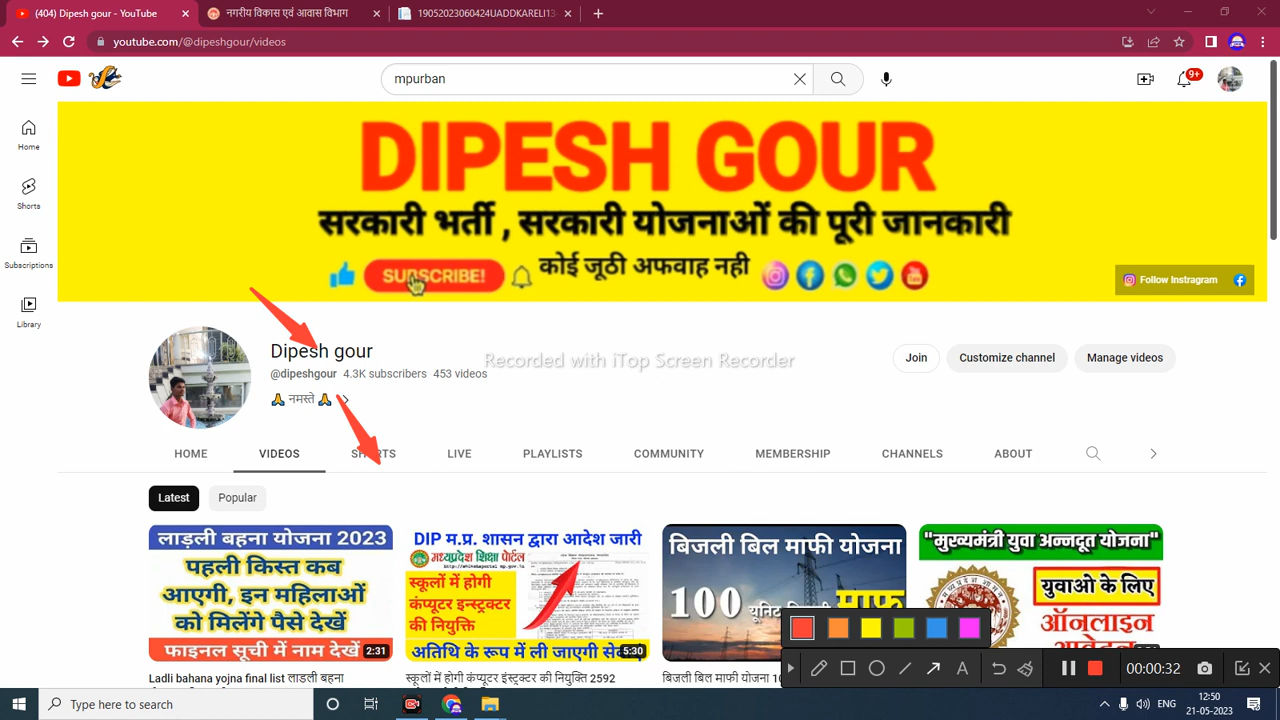 (404) Dipesh gour - YouTube
नगरीय विकास एवं आवास विभाग
19052023060424UADDKARELI13
youtube.com/@dipeshgour/videos
mpurban
9+
Home
Shorts
Subscriptions
Library
DIPESH GOUR
सरकारी भर्ती , सरकारी योजनाओं की पूरी जानकारी
SUBSCRIBE!
कोई जूठी अफवाह नही
Follow Instagram
Dipesh gour
@dipeshgour 4.3K subscribers 453 videos
🙏 नमस्ते 🙏
Recorded with iTop Screen Recorder
Join
Customize channel
Manage videos
HOME
VIDEOS
SHORTS
LIVE
PLAYLISTS
COMMUNITY
MEMBERSHIP
CHANNELS
ABOUT
Latest
Popular
लाड़ली बहना योजना 2023
पहली किस्त कब
आएगी, इन महिलाओं
को मिलेंगे पैसे देखें
फाइनल सूची में नाम देखें
2:31
DIP म.प्र. शासन द्वारा आदेश जारी
मध्यप्रदेश शिक्षा पोर्टल
स्कूलों में होगी
कंप्यूटर इन्स्ट्रक्टर
की नियुक्ति
अतिथि के रूप में ली जाएगी
5:30
बिजली बिल माफी योजना
100
"मुख्यमंत्री युवा अन्नदूत योजना"
युवाओ के लिए
ऑनलाइन
Ladli bahana yojna final list लाडली बहना
स्कूलों में होगी कंप्यूटर इंस्ट्रक्टर की नियुक्ति 2592
बिजली बिल माफी योजना
A
00:00:32
Type here to search
ENG
12:50
21-05-2023